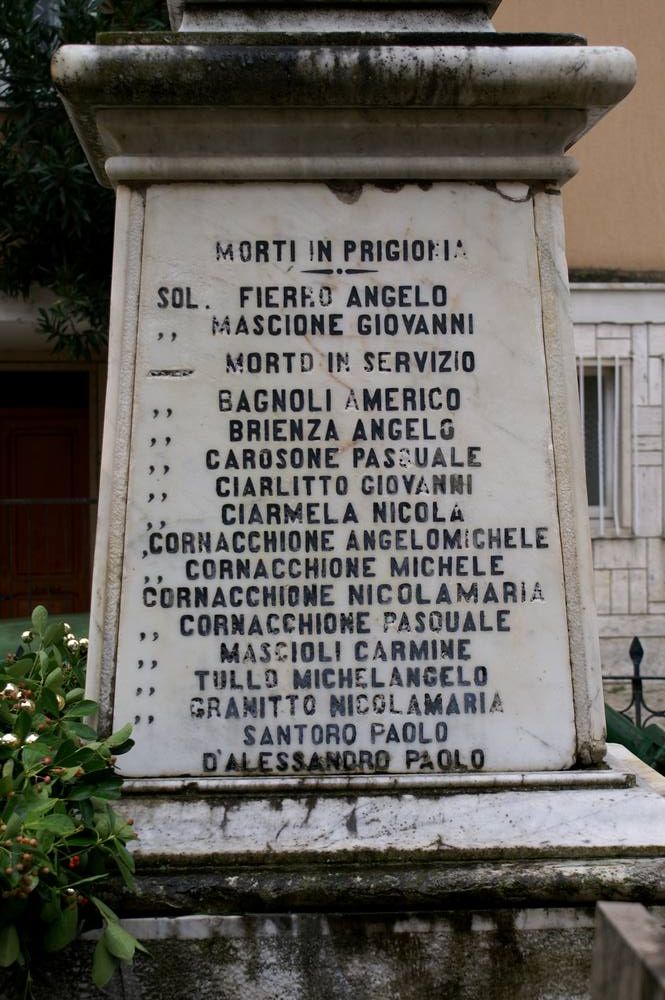 MORTI IN PRIGIONIA
SOL. FIERRO ANGELO
,, MASCIONE GIOVANNI
MORTO IN SERVIZIO
,, BAGNOLI AMERICO
,, BRIENZA ANGELO
,, CAROSONE PASQUALE
,, CIARLITTO GIOVANNI
,, CIARMELA NICOLA
, CORNACCHIONE ANGELOMICHELE
,, CORNACCHIONE MICHELE
CORNACCHIONE NICOLAMARIA
,, CORNACCHIONE PASQUALE
,, MASCIOLI CARMINE
,, TULLO MICHELANGELO
,, GRANITTO NICOLAMARIA
SANTORO PAOLO
D'ALESSANDRO PAOLO